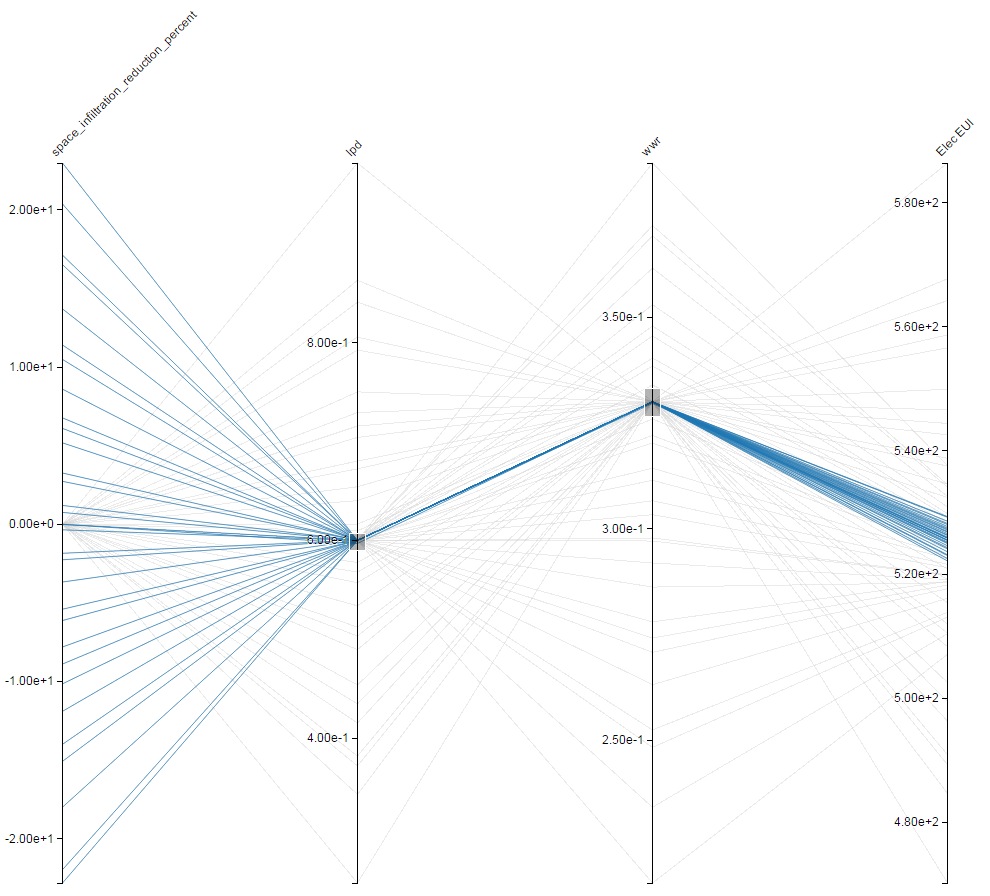 space_infiltration_reduction_percent
lpd
wwr
Elec EUI
2.00e+1
1.00e+1
0.00e+0
-1.00e+1
-2.00e+1
8.00e-1
6.00e-
4.00e-1
3.50e-1
3.00e-1
2.50e-1
5.80e+2
5.60e+2
5.40e+2
5.20e+2
5.00e+2
4.80e+2